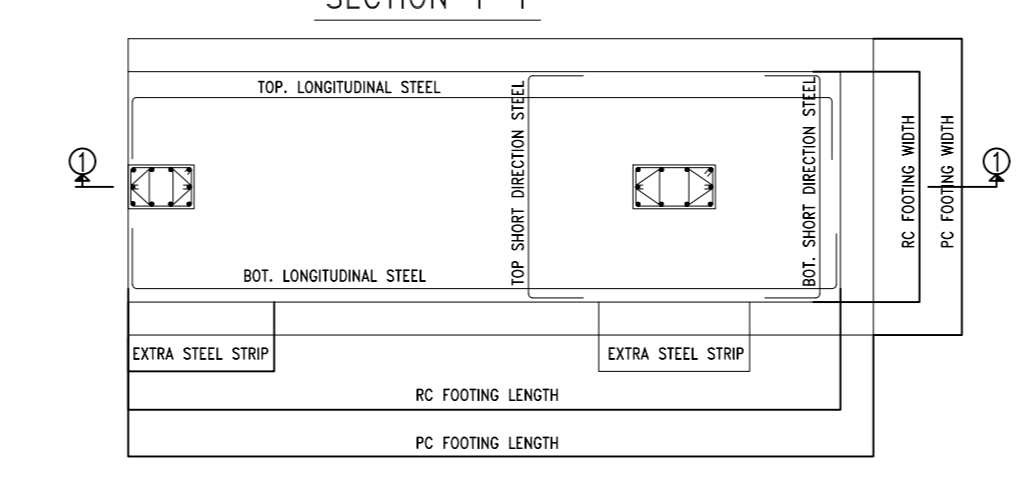 SECTION 1-1
TOP. LONGITUDINAL STEEL
TOP SHORT DIRECTION STEEL
BOT. SHORT DIRECTION STEEL
RC FOOTING WIDTH
PC FOOTING WIDTH
1
1
BOT. LONGITUDINAL STEEL
EXTRA STEEL STRIP
EXTRA STEEL STRIP
RC FOOTING LENGTH
PC FOOTING LENGTH